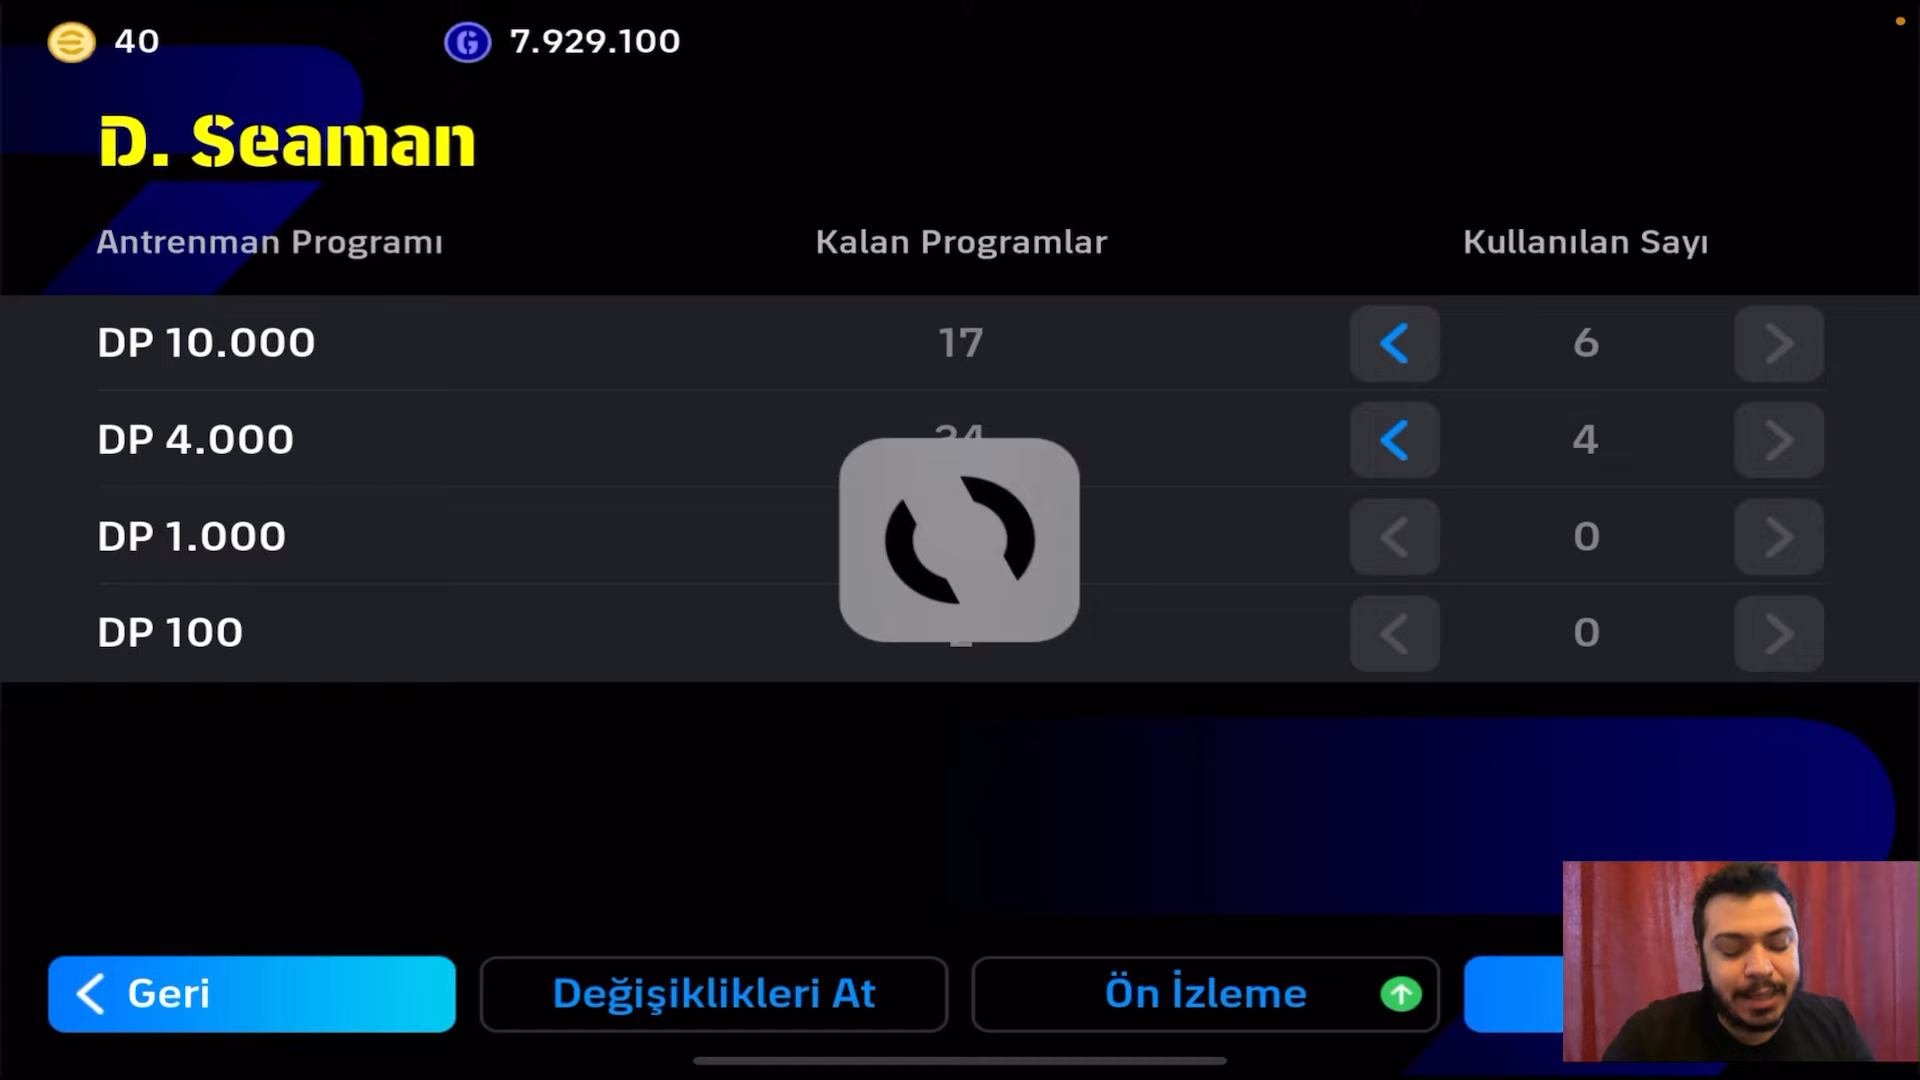 40
7.929.100
D. Seaman
Antrenman Programı Kalan Programlar Kullanılan Sayı
DP 10.000 17 6
DP 4.000 4
DP 1.000 0
DP 100 0
Geri Değişiklikleri At Ön İzleme